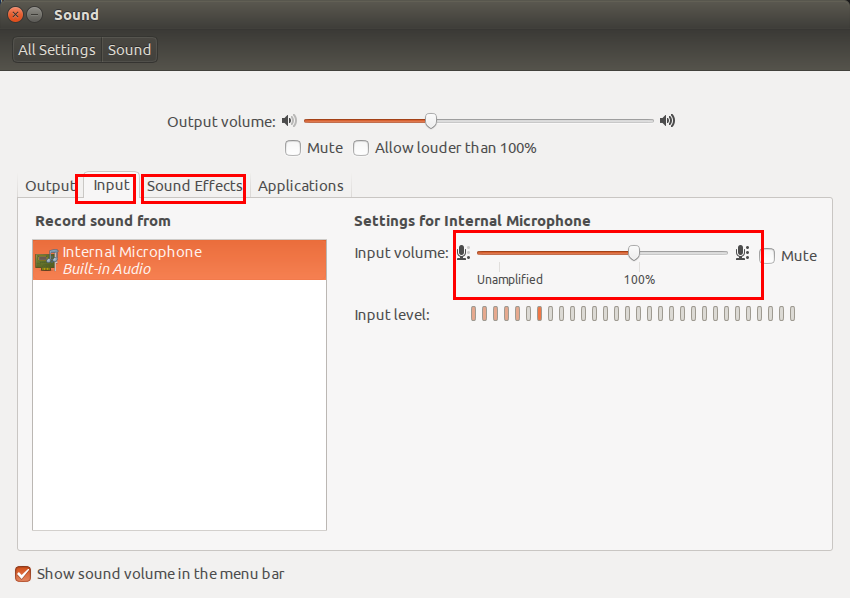 Sound
All Settings Sound
Output volume:
Mute Allow louder than 100%
Output Input Sound Effects Applications
Record sound from
Internal Microphone
Built-in Audio
Settings for Internal Microphone
Input volume: Mute
Unamplified 100%
Input level:
Show sound volume in the menu bar